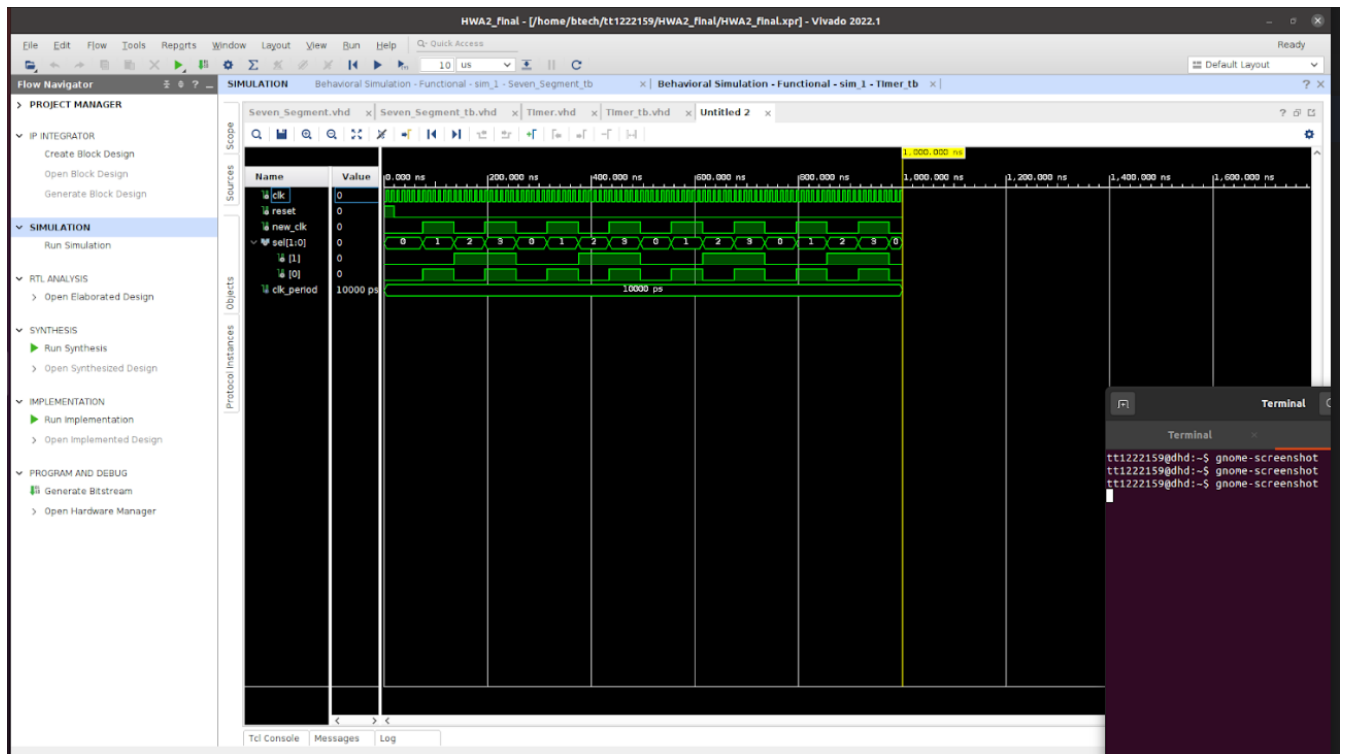 HWA2_final - [/home/btech/tt1222159/HWA2_final/HWA2_final.xpr] - Vivado 2022.1
File Edit Flow Tools Reports Window Layout View Run Help Q- Quick Access Ready
10 us Default Layout
Flow Navigator SIMULATION Behavioral Simulation - Functional - sim_1 - Seven_Segment_tb Behavioral Simulation - Functional - sim_1 - Timer_tb
PROJECT MANAGER
IP INTEGRATOR
Create Block Design
Open Block Design
Generate Block Design
SIMULATION
Run Simulation
RTL ANALYSIS
Open Elaborated Design
SYNTHESIS
Run Synthesis
Open Synthesized Design
IMPLEMENTATION
Run Implementation
Open Implemented Design
PROGRAM AND DEBUG
Generate Bitstream
Open Hardware Manager
Scope
Sources
Objects
Protocol Instances
Seven_Segment.vhd Seven_Segment_tb.vhd Timer.vhd Timer_tb.vhd Untitled 2
1,000.000 ns
Name Value 0.000 ns 200.000 ns 400.000 ns 600.000 ns 800.000 ns 1,000.000 ns 1,200.000 ns 1,400.000 ns 1,600.000 ns
clk 0
reset 0
new_clk 0
sel[1:0] 0 0 1 2 3 0 1 2 3 0 1 2 3 0 1 2 3 0
[1] 0
[0] 0
clk_period 10000 ps 10000 ps
Tcl Console Messages Log
Terminal
Terminal
tt1222159@dhd:~$ gnome-screenshot
tt1222159@dhd:~$ gnome-screenshot
tt1222159@dhd:~$ gnome-screenshot